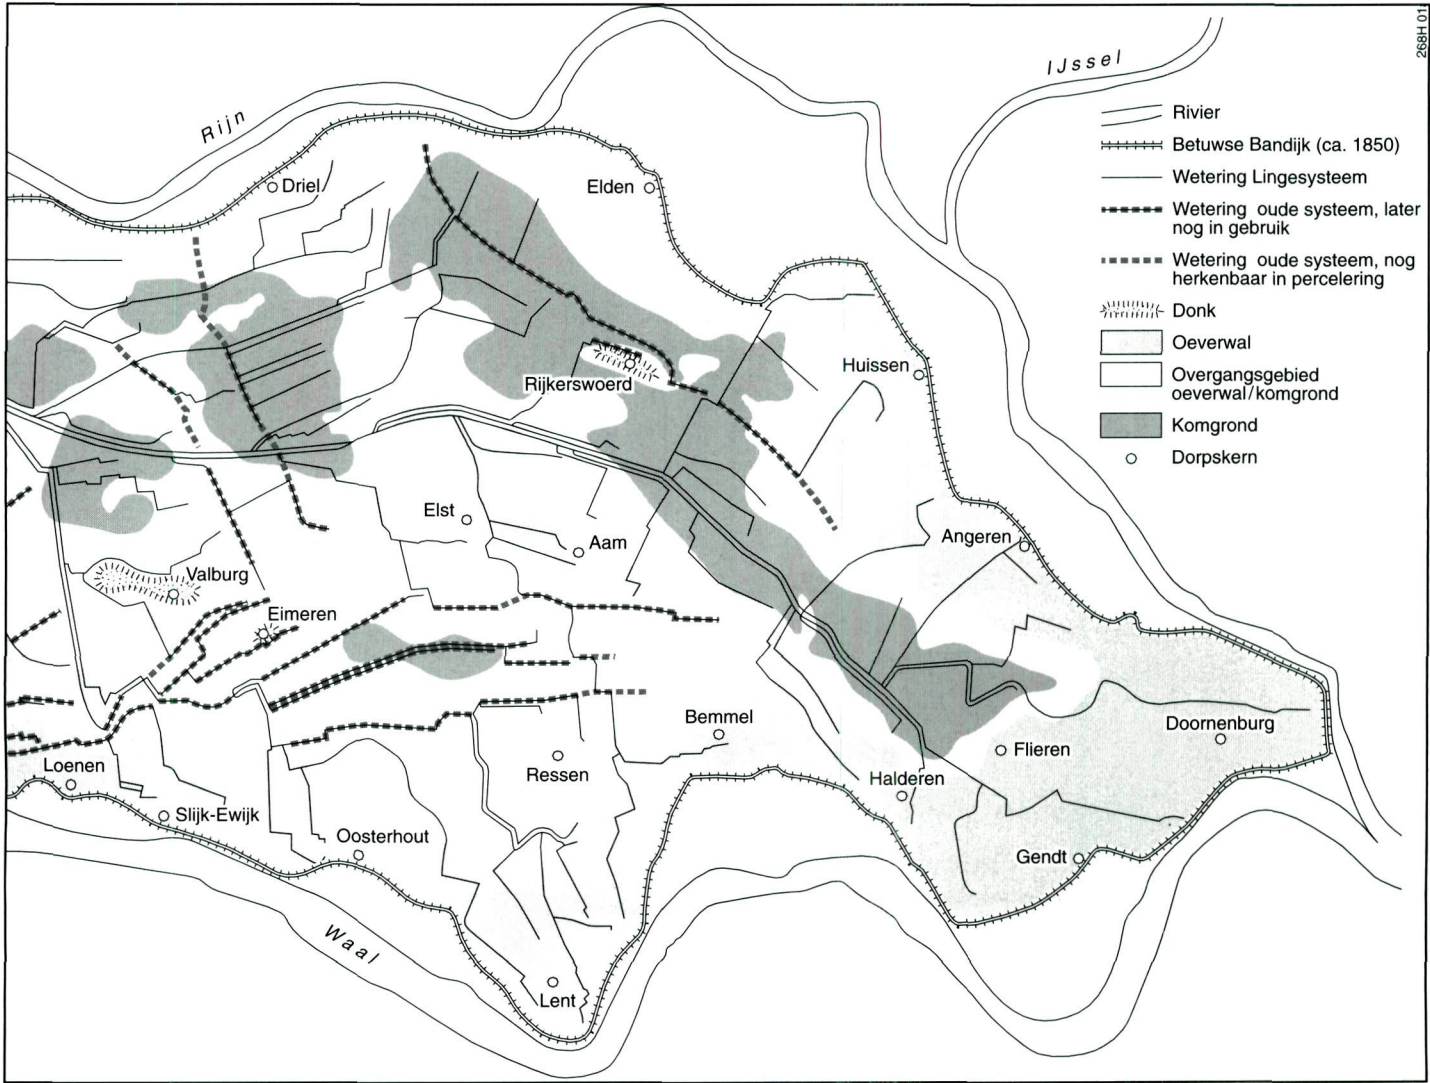 268H 01
IJssel
Rijn
Rivier
Betuwse Bandijk (ca. 1850)
Wetering Lingesysteem
Wetering oude systeem, later
nog in gebruik
Wetering oude systeem, nog
herkenbaar in percelering
Donk
Oeverwal
Overgangsgebied
oeverwal/komgrond
Komgrond
Dorpskern
Driel
Elden
Huissen
Rijkerswoerd
Elst
Aam
Angeren
Valburg
Eimeren
Bemmel
Doornenburg
Flieren
Ressen
Loenen
Halderen
Slijk-Ewijk
Oosterhout
Gendt
Waal
Lent